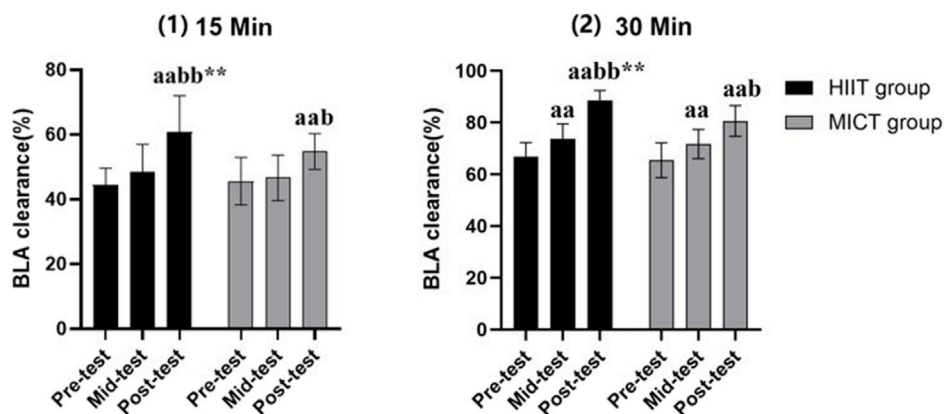 (1) 15 Min
BLA clearance(%)
80
60
40
20
0
aabb**
aab
Pre-test
Mid-test
Post-test
Pre-test
Mid-test
Post-test
(2) 30 Min
BLA clearance(%)
100
80
60
40
20
0
aa
aabb**
aa
aab
Pre-test
Mid-test
Post-test
Pre-test
Mid-test
Post-test
HIIT group
MICT group